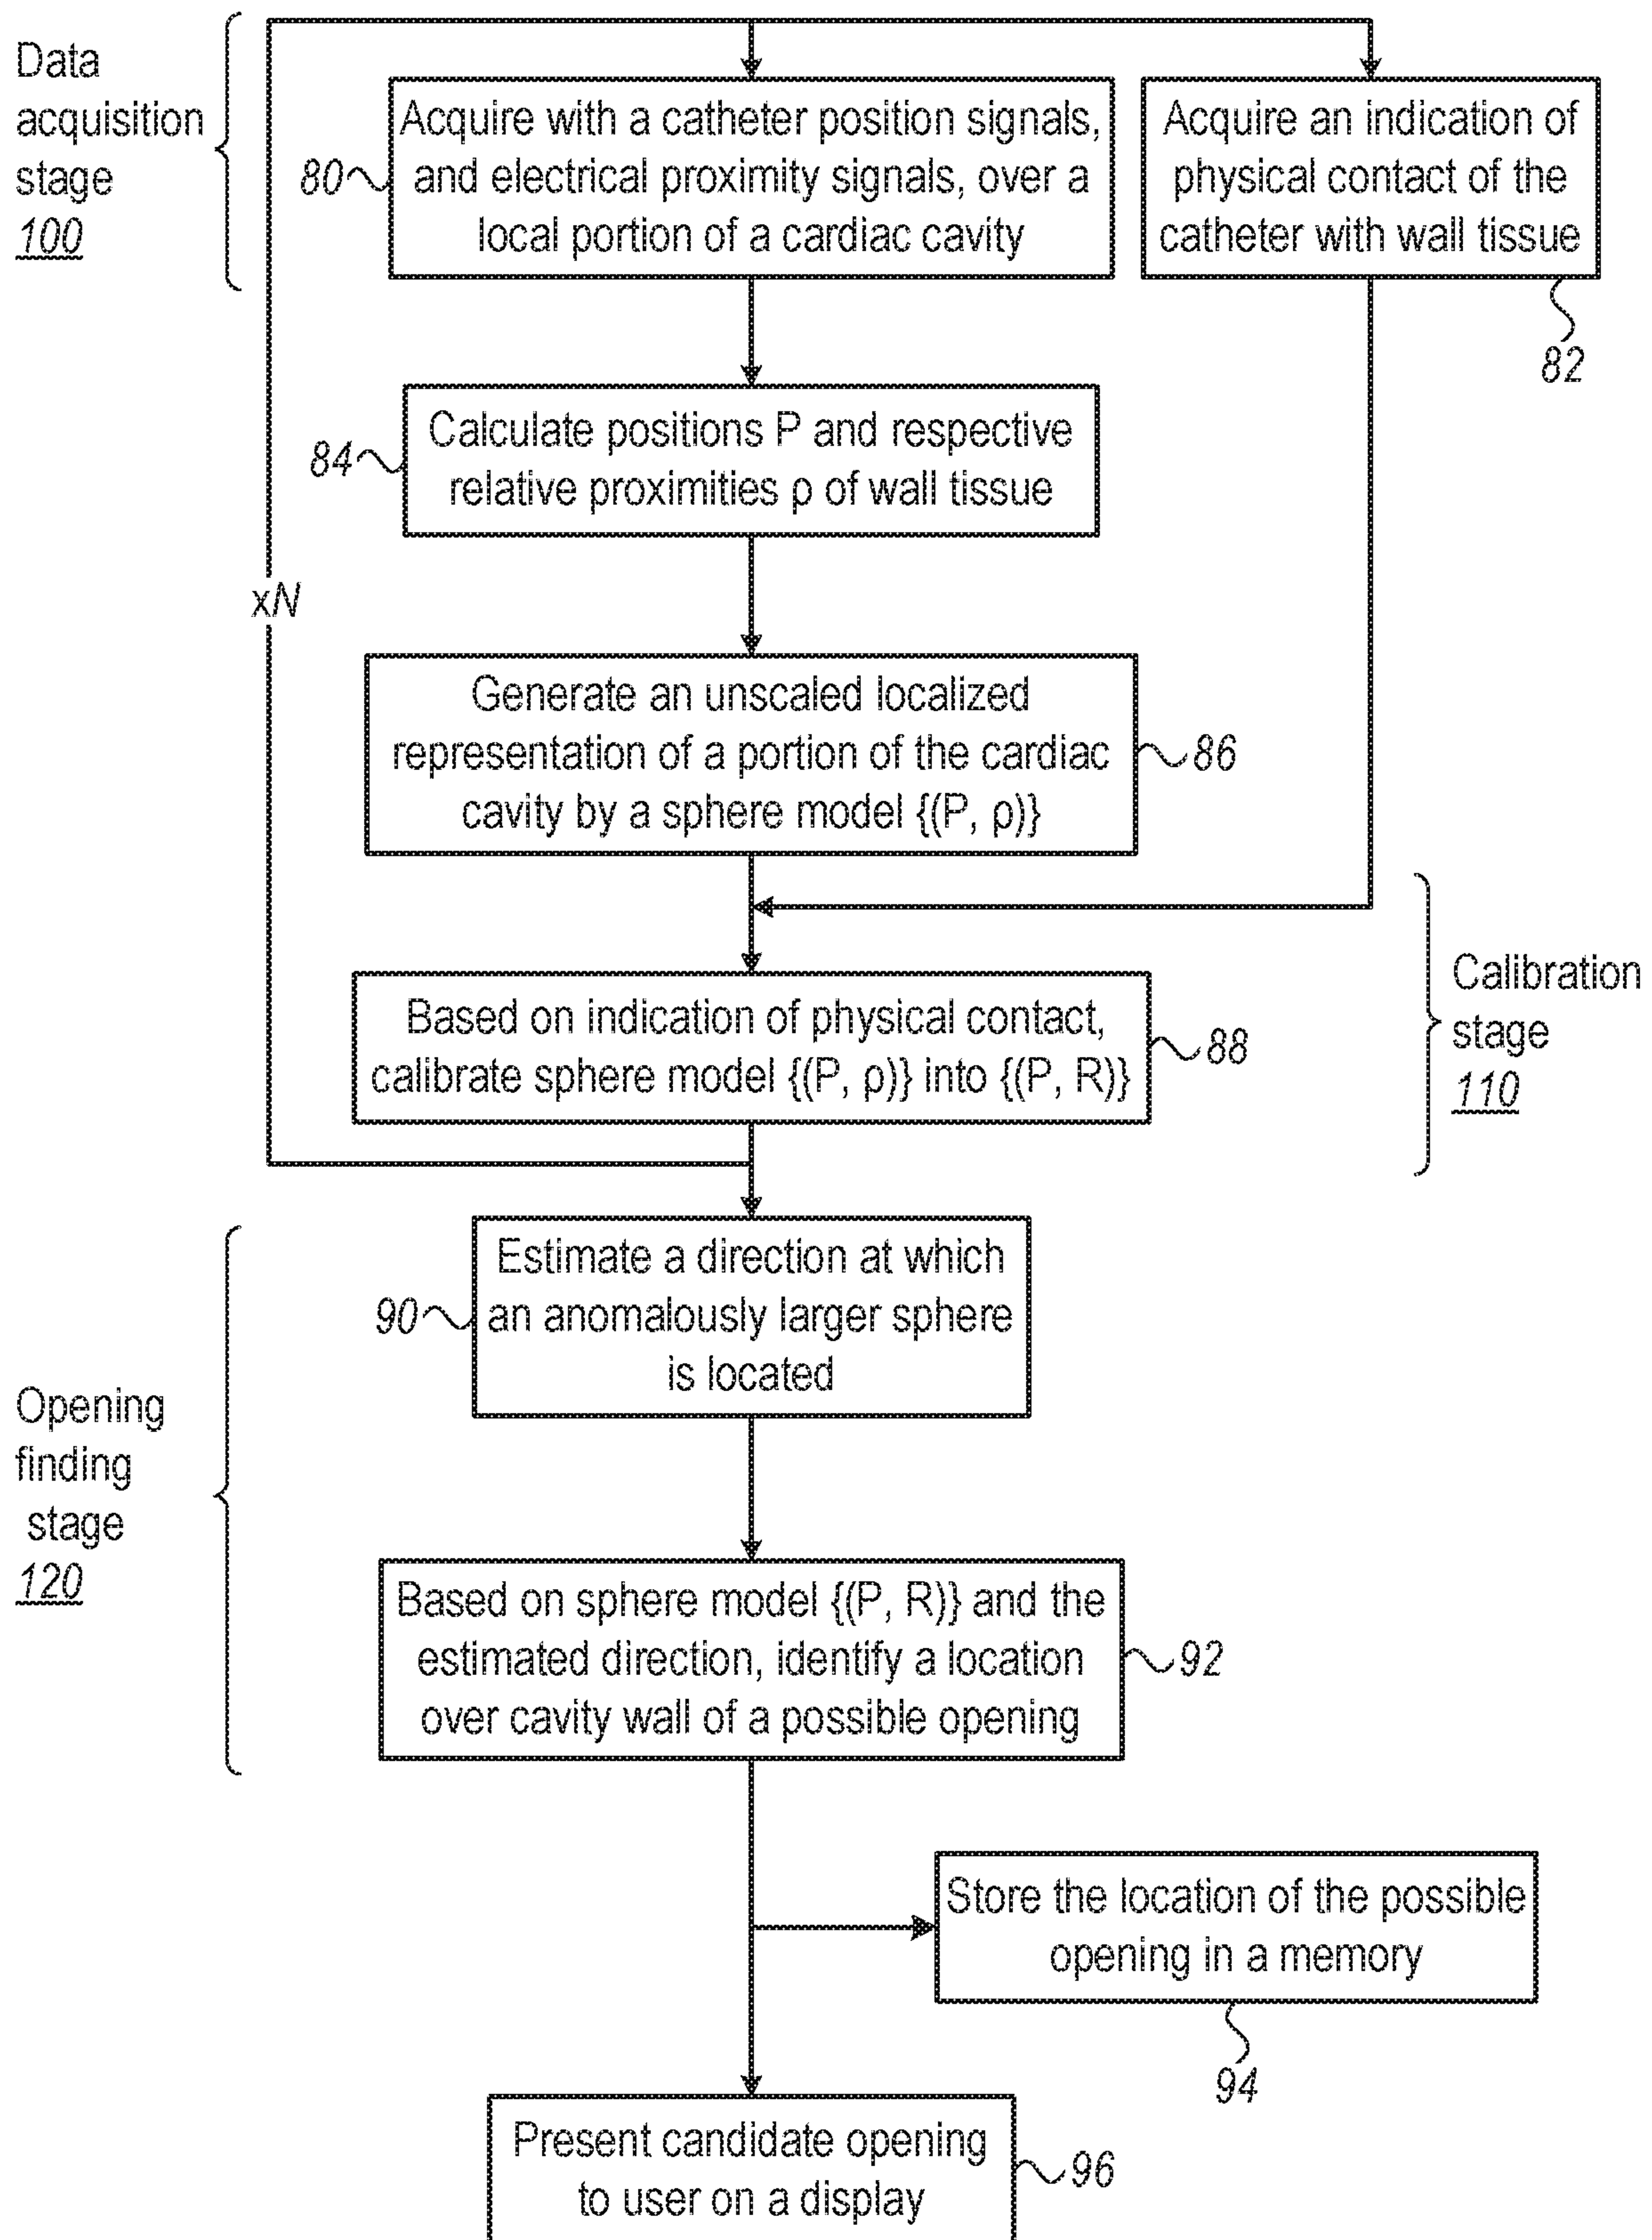 Data
acquisition
stage
100
Acquire with a catheter position signals,
and electrical proximity signals, over a
local portion of a cardiac cavity
80
Acquire an indication of
physical contact of the
catheter with wall tissue
82
Calculate positions P and respective
relative proximities ρ of wall tissue
84
xN
Generate an unscaled localized
representation of a portion of the cardiac
cavity by a sphere model {(P, ρ)}
86
Based on indication of physical contact,
calibrate sphere model {(P, ρ)} into {(P, R)}
88
Calibration
stage
110
Estimate a direction at which
an anomalously larger sphere
is located
90
Opening
finding
stage
120
Based on sphere model {(P, R)} and the
estimated direction, identify a location
over cavity wall of a possible opening
92
Store the location of the possible
opening in a memory
94
Present candidate opening
to user on a display
96